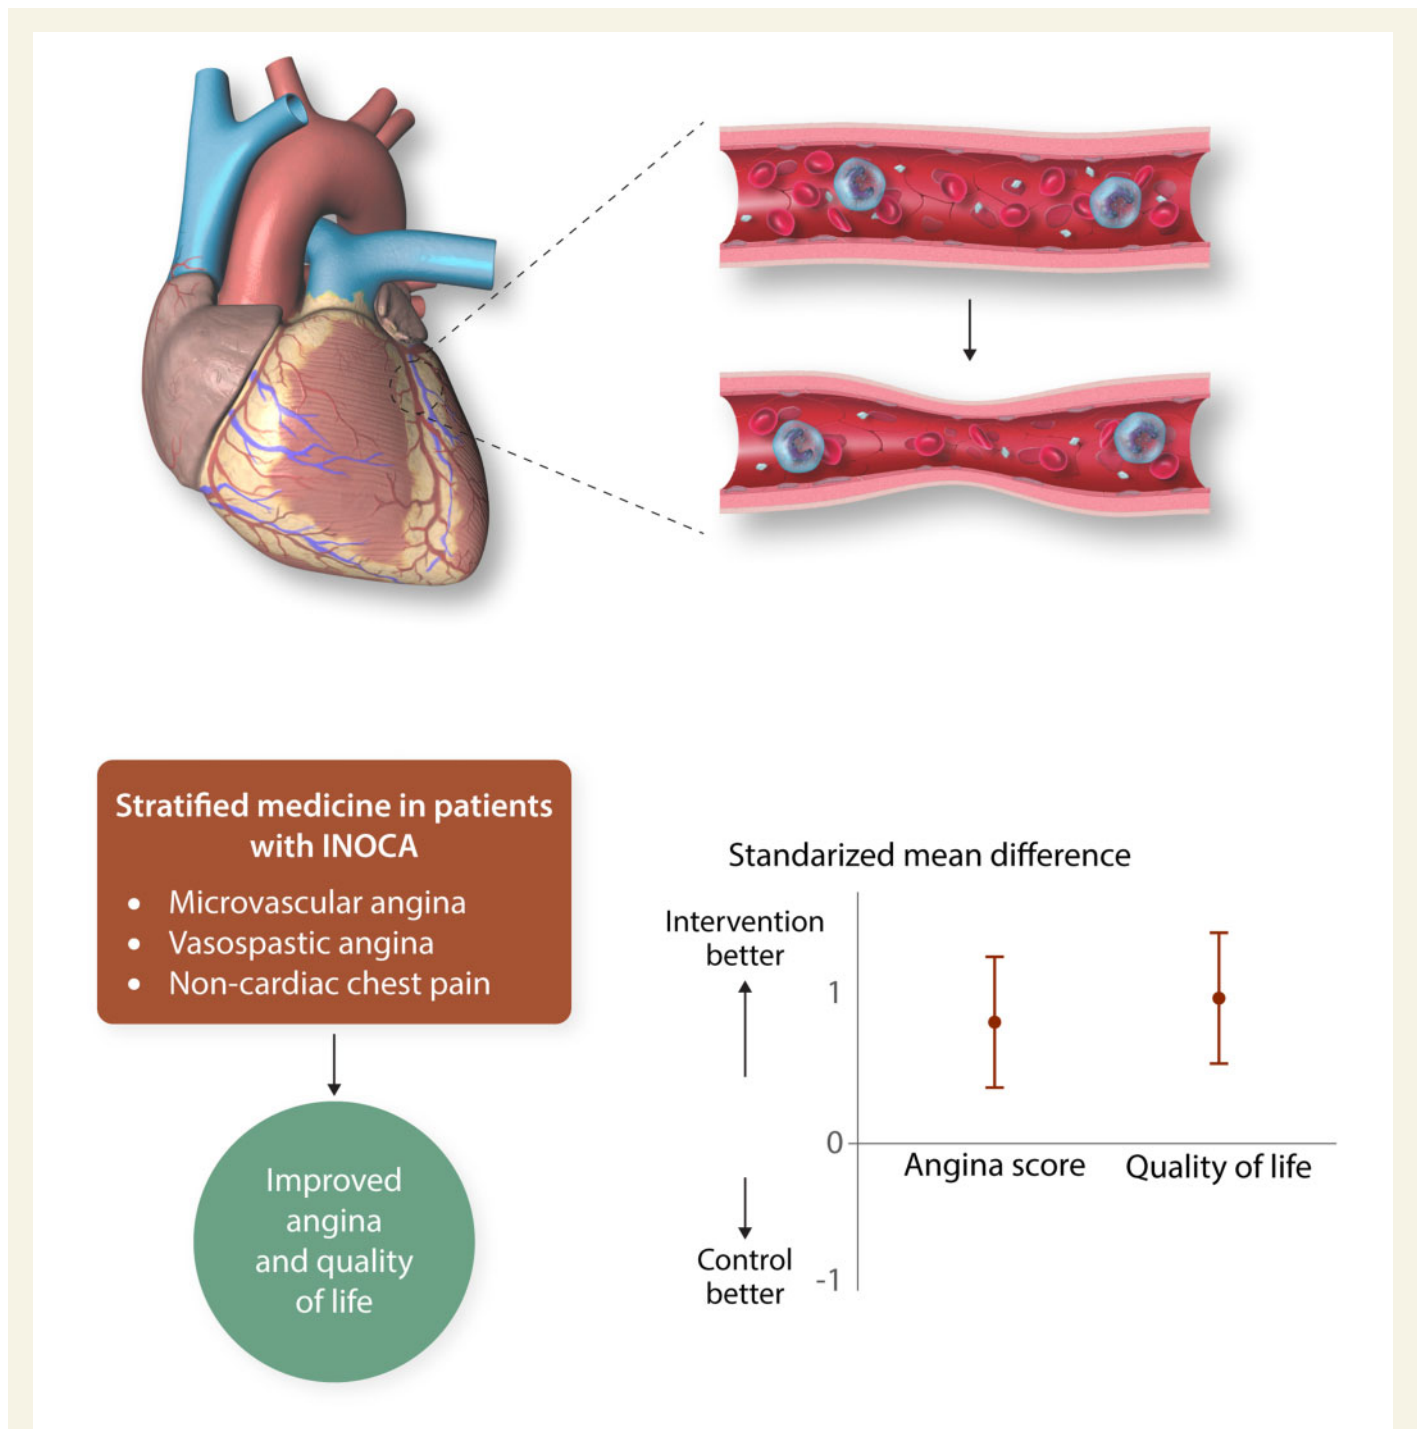 Stratified medicine in patients
with INOCA
• Microvascular angina
• Vasospastic angina
• Non-cardiac chest pain
Improved
angina
and quality
of life
Standarized mean difference
Intervention
better
1
0
Angina score
Quality of life
Control
better
-1